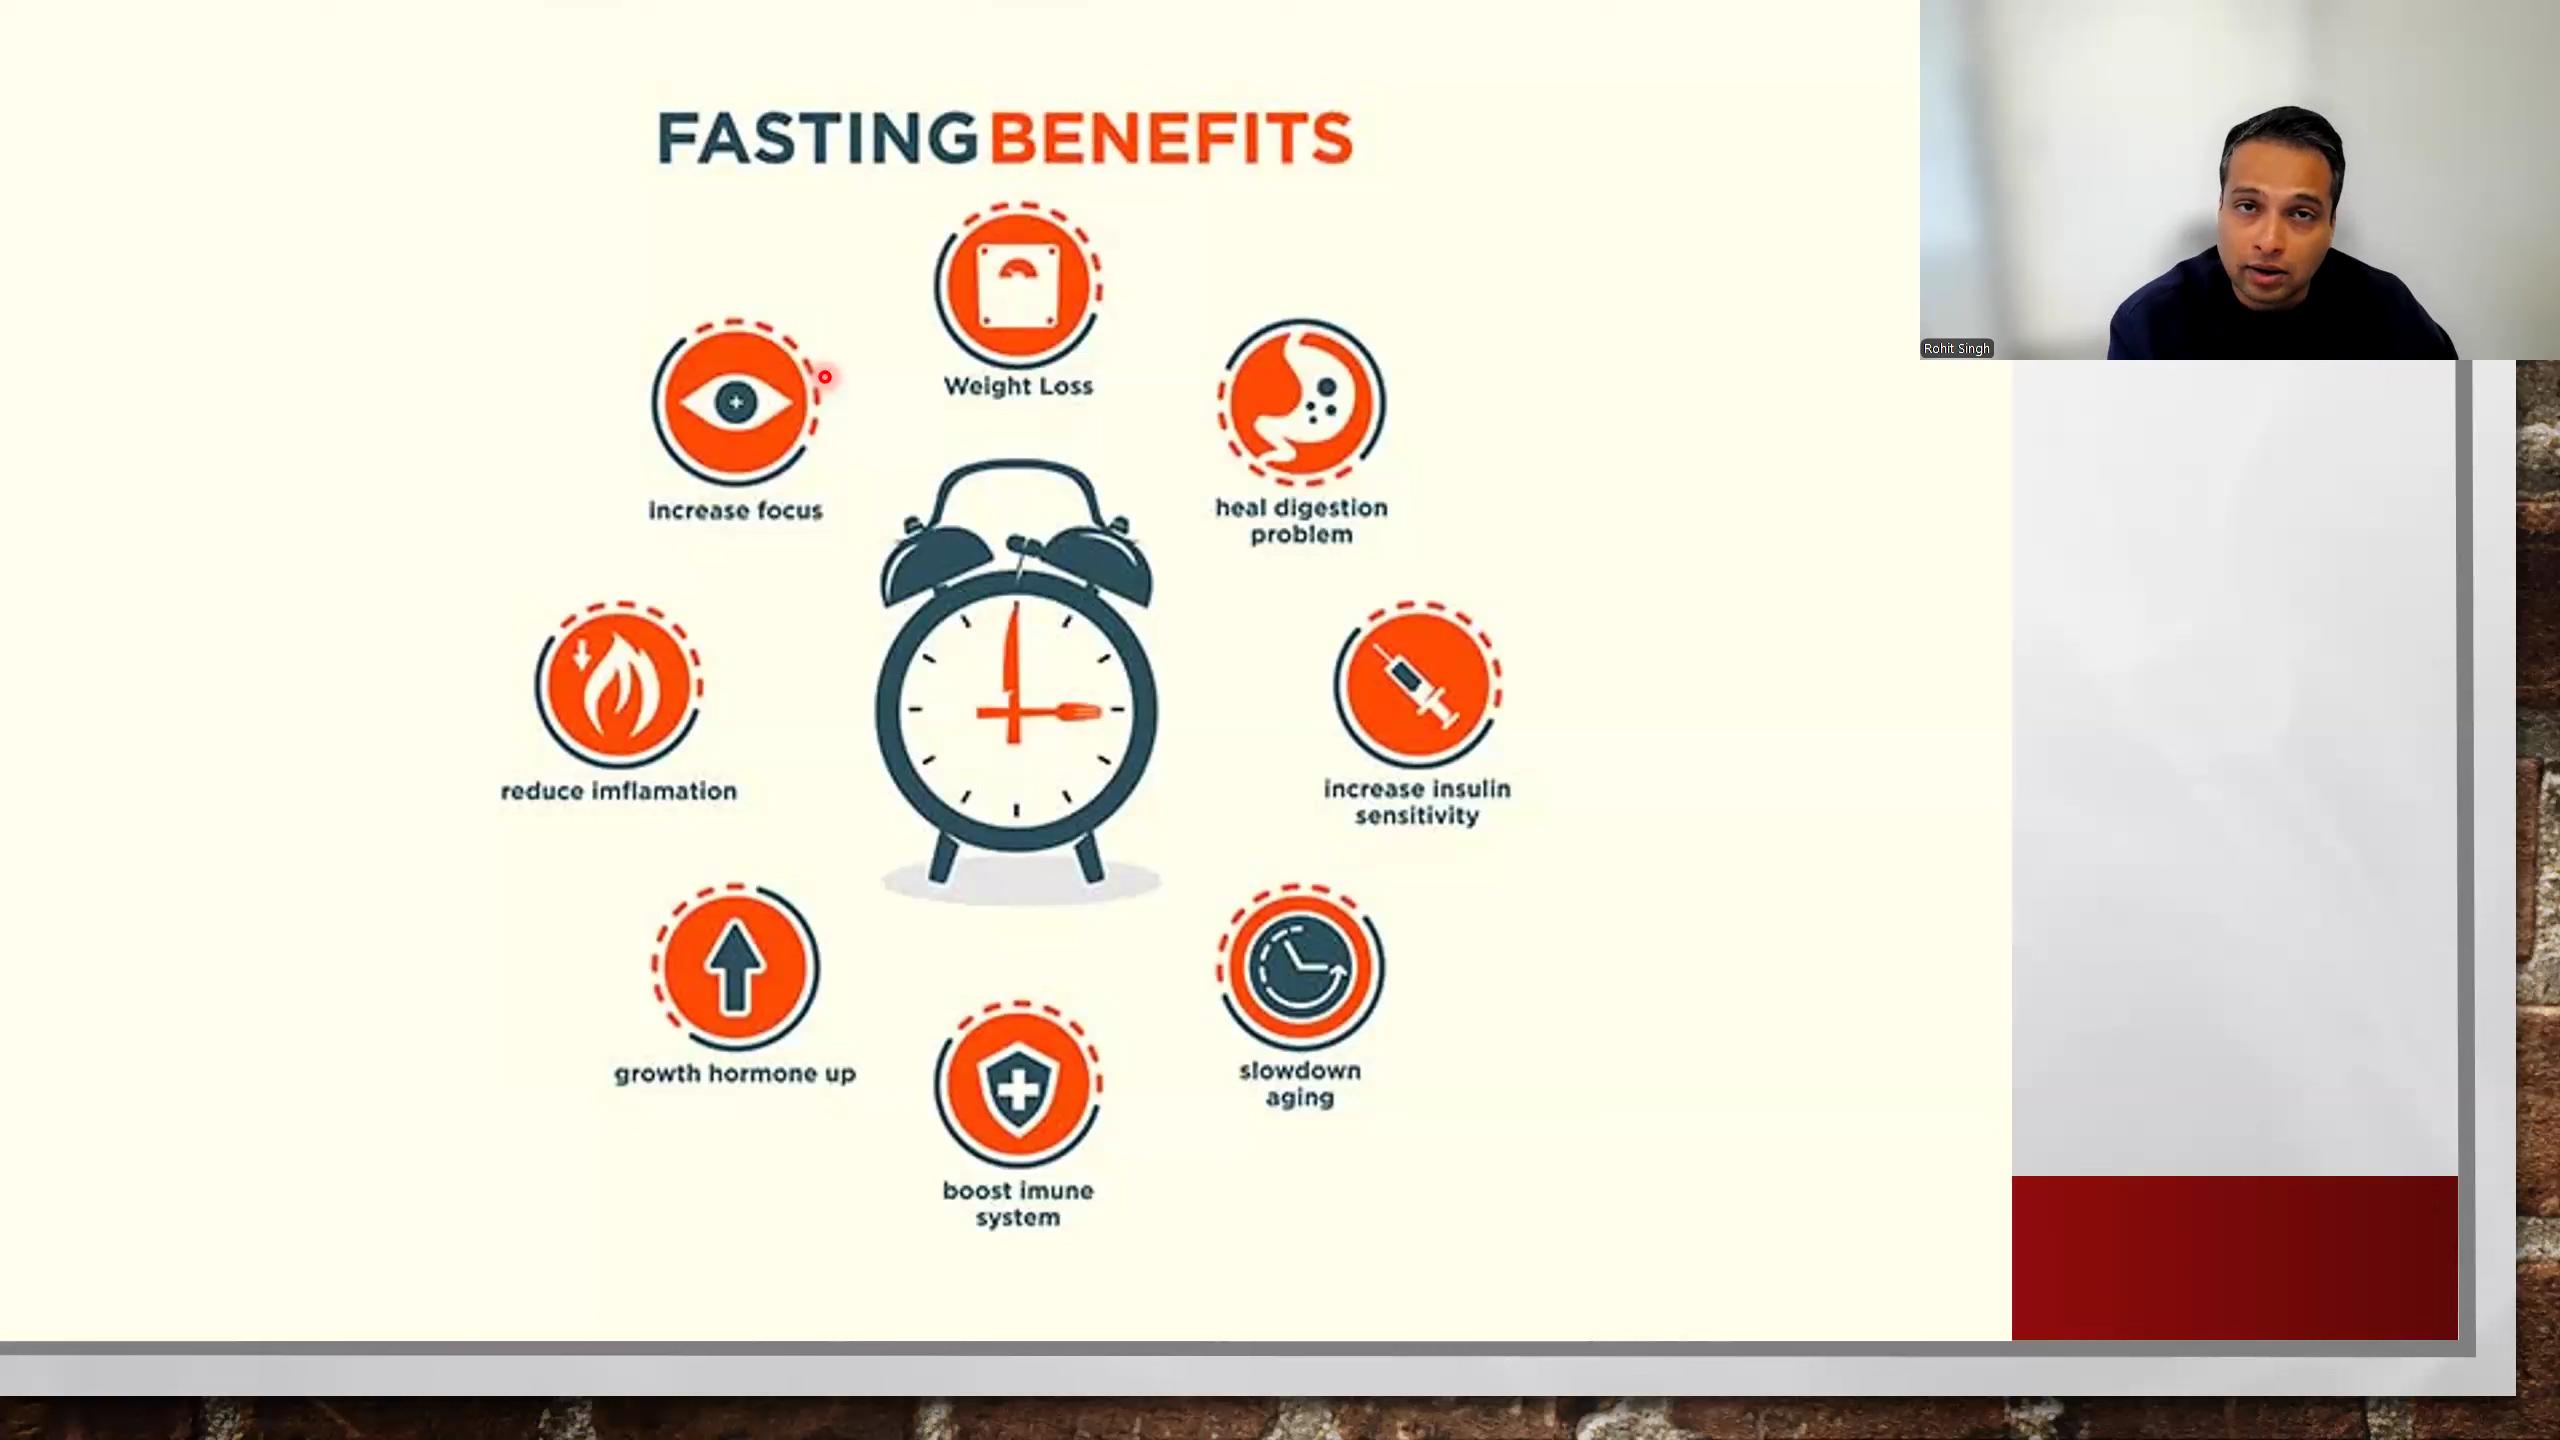 FASTING BENEFITS
Rohit Singh
Weight Loss
increase focus
heal digestion
problem
reduce imflamation
increase insulin
sensitivity
growth hormone up
slowdown
aging
boost imune
system